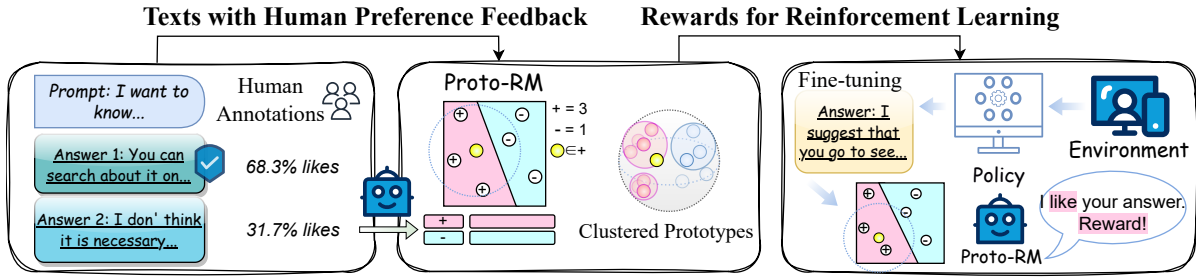 Texts with Human Preference Feedback
Rewards for Reinforcement Learning
Prompt: I want to
know...
Human
Annotations
Answer 1: You can
search about it on...
68.3% likes
Answer 2: I don' think
it is necessary...
31.7% likes
Proto-RM
+ = 3
- = 1
∈+
+
-
Clustered Prototypes
Fine-tuning
Answer: I
suggest that
you go to see...
Policy
Environment
Proto-RM
I like your answer.
Reward!